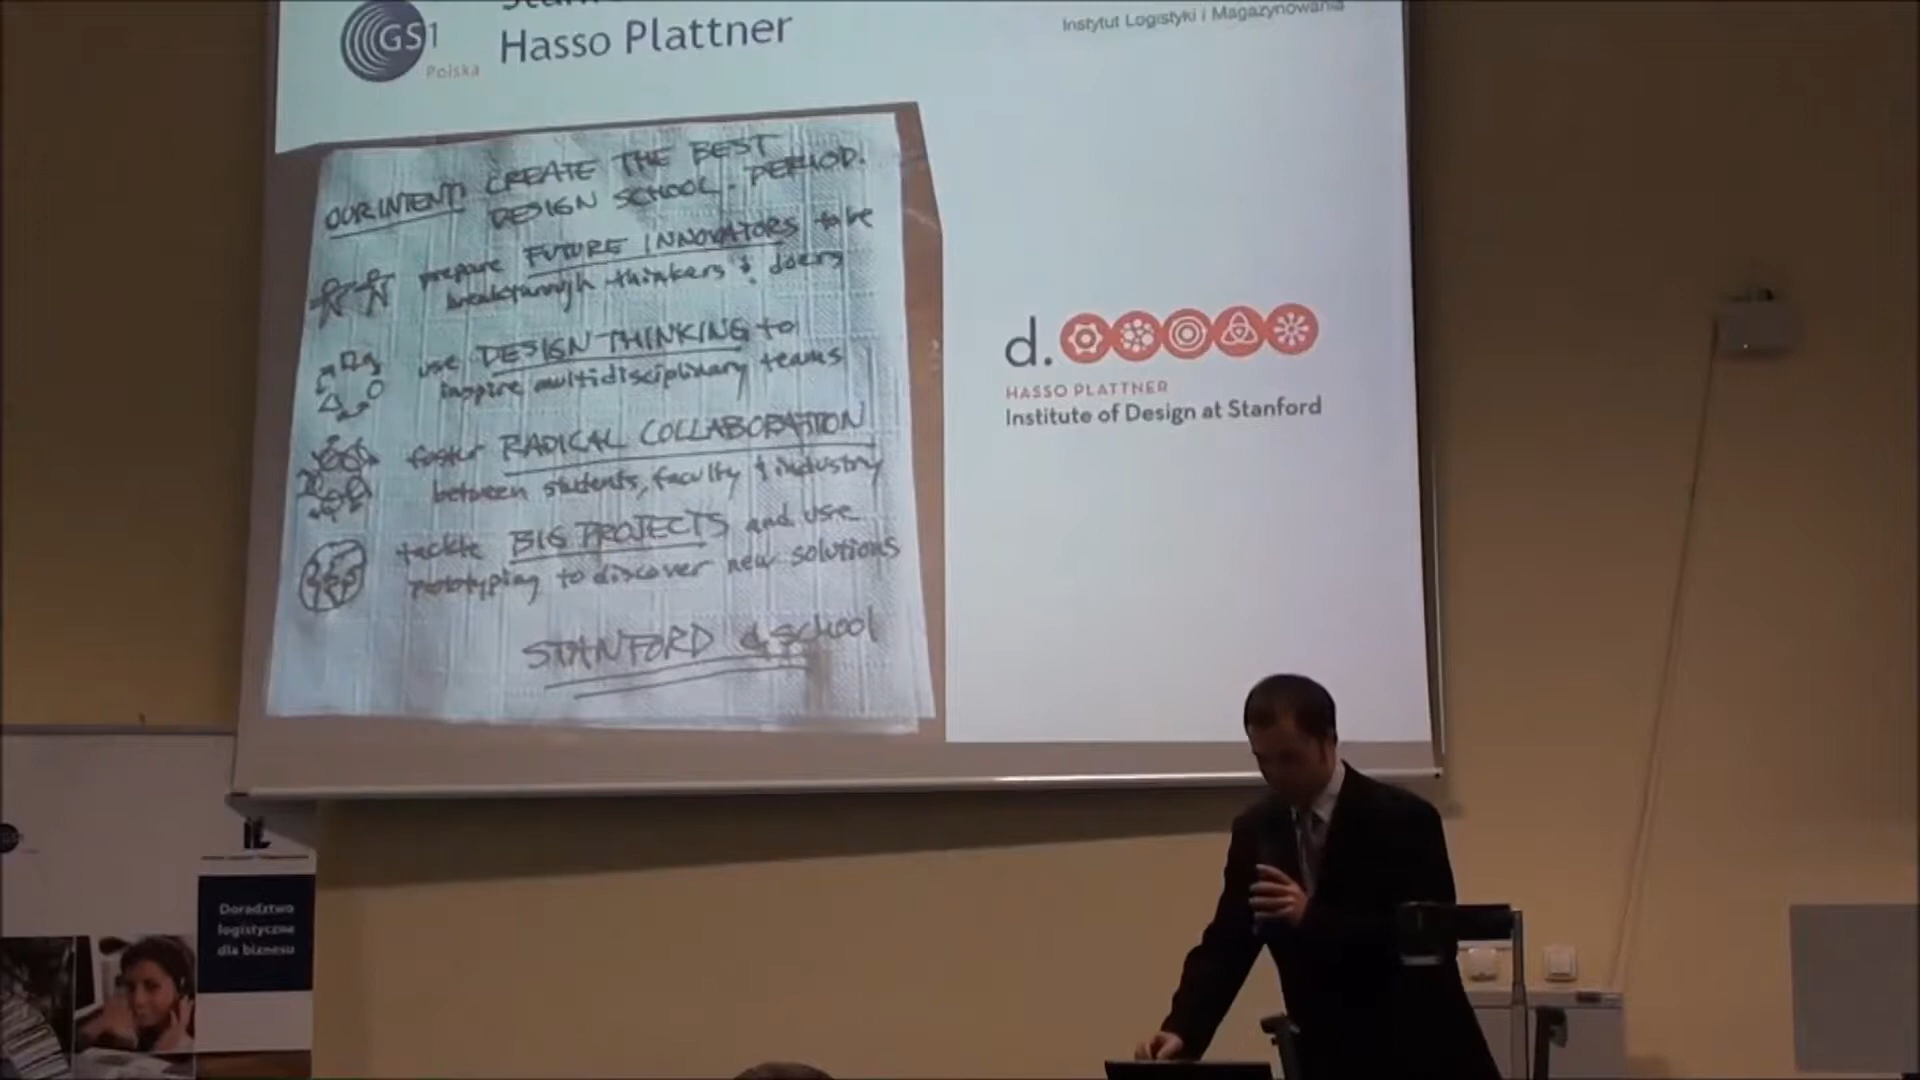 GS1
Polska
Hasso Plattner
Instytut Logistyki i Magazynowania
OUR INTENT: CREATE THE BEST
DESIGN SCHOOL. PERIOD.
prepare FUTURE INNOVATORS to be
breakthrough thinkers & doers
use DESIGN THINKING to
inspire multidisciplinary teams
foster RADICAL COLLABORATION
between students, faculty & industry
tackle BIG PROJECTS and use
prototyping to discover new solutions
STANFORD d.school
d.
HASSO PLATTNER
Institute of Design at Stanford
Doradztwo
logistyczne
dla biznesu